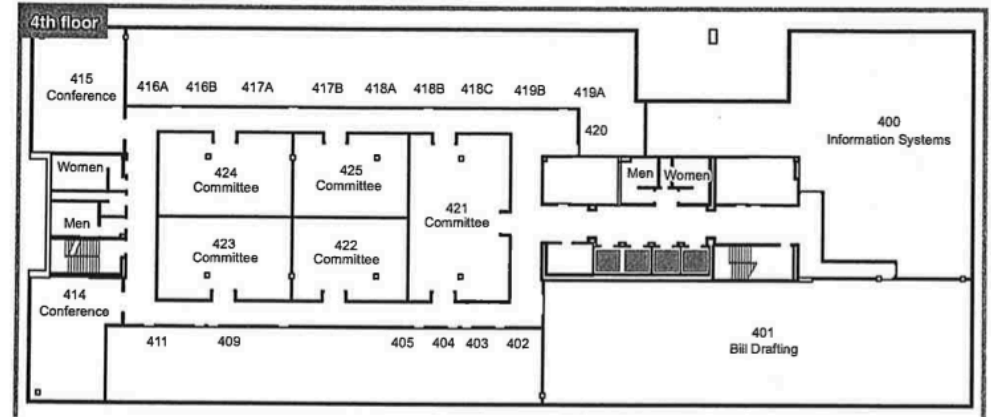 4th floor
415
Conference
416A 416B 417A 417B 418A 418B 418C 419B 419A
420
400
Information Systems
Women
424
Committee
425
Committee
421
Committee
Men Women
Men
423
Committee
422
Committee
414
Conference
411 409 405 404 403 402
401
Bill Drafting